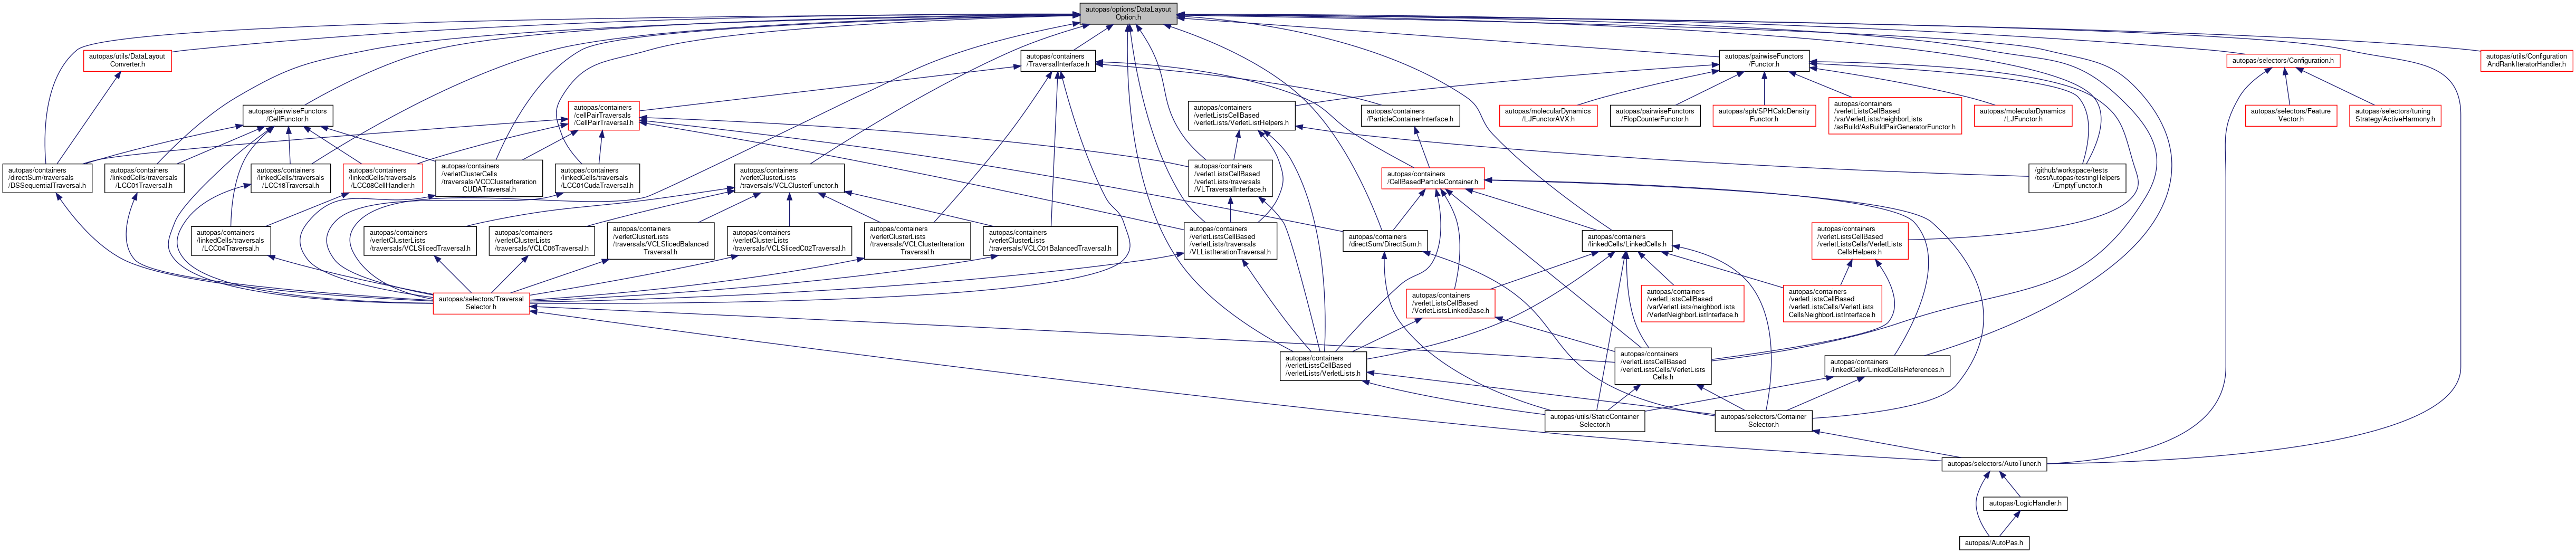 autopas/options/DataLayout
Option.h
autopas/utils/DataLayout
Converter.h
autopas/containers
/TraversalInterface.h
autopas/pairwiseFunctors
/Functor.h
autopas/selectors/Configuration.h
autopas/utils/Configuration
AndRankIteratorHandler.h
autopas/pairwiseFunctors
/CellFunctor.h
autopas/containers
/cellPairTraversals
/CellPairTraversal.h
autopas/containers
/verletListsCellBased
/verletLists/VerletListHelpers.h
autopas/containers
/ParticleContainerInterface.h
autopas/molecularDynamics
/LJFunctorAVX.h
autopas/pairwiseFunctors
/FlopCounterFunctor.h
autopas/sph/SPHCalcDensity
Functor.h
autopas/containers
/verletListsCellBased
/varVerletLists/neighborLists
/asBuild/AsBuildPairGeneratorFunctor.h
autopas/molecularDynamics
/LJFunctor.h
autopas/selectors/Feature
Vector.h
autopas/selectors/tuning
Strategy/ActiveHarmony.h
autopas/containers
/directSum/traversals
/DSSequentialTraversal.h
autopas/containers
/linkedCells/traversals
/LCC01Traversal.h
autopas/containers
/linkedCells/traversals
/LCC18Traversal.h
autopas/containers
/linkedCells/traversals
/LCC08CellHandler.h
autopas/containers
/verletClusterCells
/traversals/VCCClusterIteration
CUDATraversal.h
autopas/containers
/linkedCells/traversals
/LCC01CudaTraversal.h
autopas/containers
/verletClusterLists
/traversals/VCLClusterFunctor.h
autopas/containers
/verletListsCellBased
/verletLists/traversals
/VLTraversalInterface.h
autopas/containers
/CellBasedParticleContainer.h
/github/workspace/tests
/testAutopas/testingHelpers
/EmptyFunctor.h
autopas/containers
/linkedCells/traversals
/LCC04Traversal.h
autopas/containers
/verletClusterLists
/traversals/VCLSlicedTraversal.h
autopas/containers
/verletClusterLists
/traversals/VCLC06Traversal.h
autopas/containers
/verletClusterLists
/traversals/VCLSlicedBalanced
Traversal.h
autopas/containers
/verletClusterLists
/traversals/VCLSlicedC02Traversal.h
autopas/containers
/verletClusterLists
/traversals/VCLClusterIteration
Traversal.h
autopas/containers
/verletClusterLists
/traversals/VCLC01BalancedTraversal.h
autopas/containers
/verletListsCellBased
/verletLists/traversals
/VLListIterationTraversal.h
autopas/containers
/directSum/DirectSum.h
autopas/containers
/linkedCells/LinkedCells.h
autopas/containers
/verletListsCellBased
/verletListsCells/VerletLists
CellsHelpers.h
autopas/selectors/Traversal
Selector.h
autopas/containers
/verletListsCellBased
/VerletListsLinkedBase.h
autopas/containers
/verletListsCellBased
/varVerletLists/neighborLists
/VerletNeighborListInterface.h
autopas/containers
/verletListsCellBased
/verletListsCells/VerletLists
CellsNeighborListInterface.h
autopas/containers
/verletListsCellBased
/verletLists/VerletLists.h
autopas/containers
/verletListsCellBased
/verletListsCells/VerletLists
Cells.h
autopas/containers
/linkedCells/LinkedCellsReferences.h
autopas/utils/StaticContainer
Selector.h
autopas/selectors/Container
Selector.h
autopas/selectors/AutoTuner.h
autopas/LogicHandler.h
autopas/AutoPas.h